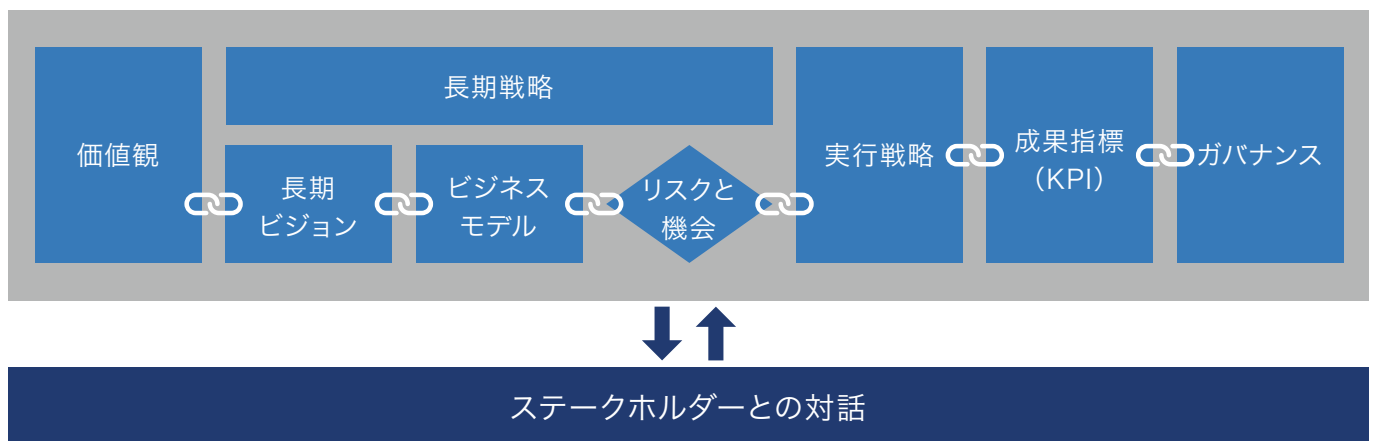 価値観
長期戦略
長期
ビジョン
ビジネス
モデル
リスクと
機会
実行戦略
成果指標
（KPI）
ガバナンス
ステークホルダーとの対話